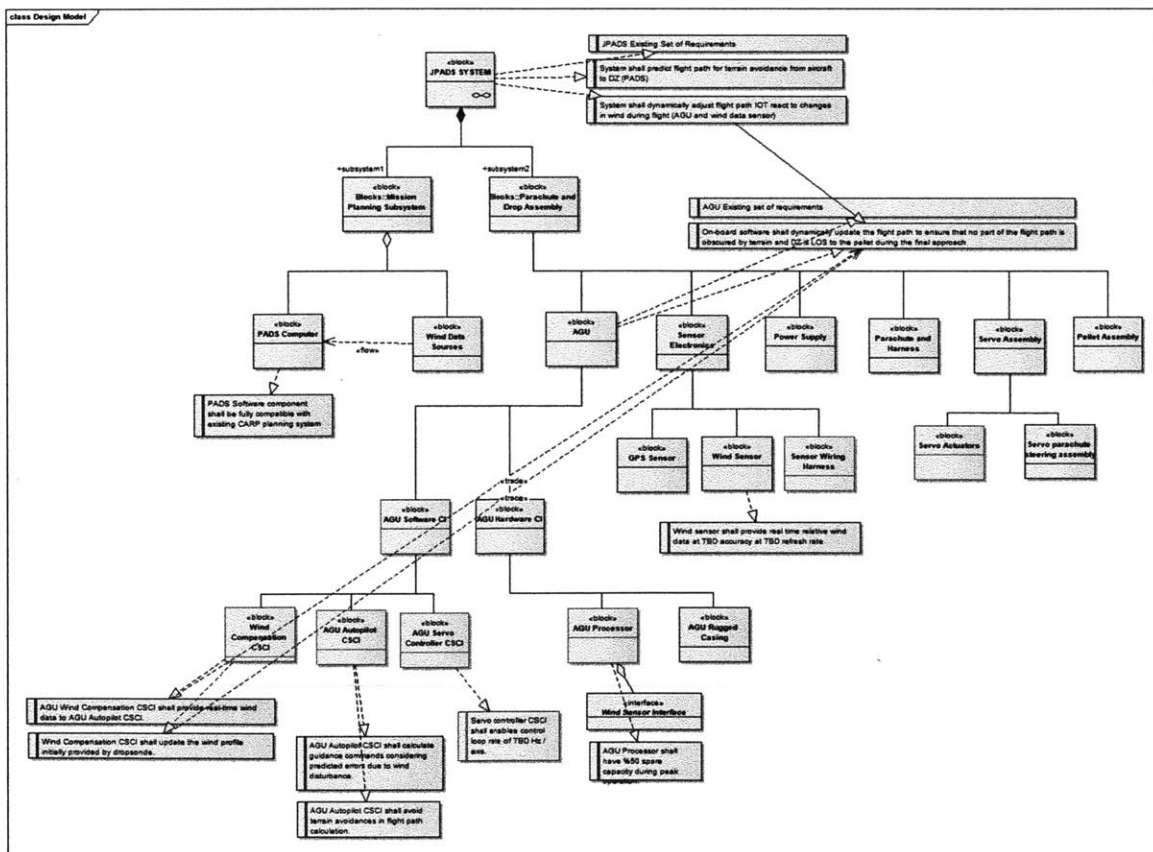 class Design Model
«block»
JPADS SYSTEM
JPADS Existing Set of Requirements
System shall predict flight path for terrain avoidance from aircraft
to DZ (PADS)
System shall dynamically adjust flight path IOT react to changes
in wind during flight (AGU and wind data sensor)
+subsystem1
+subsystem2
«block»
Blocks::Mission
Planning Subsystem
«block»
Blocks::Parachute and
Drop Assembly
AGU Existing set of requirements
On-board software shall dynamically update the flight path to ensure that no part of the flight path is
obscured by terrain and DZ is LOS to the pallet during the final approach
«block»
PADS Computer
«flow»
«block»
Wind Data
Sources
«block»
AGU
«block»
Sensor
Electronics
«block»
Power Supply
«block»
Parachute and
Harness
«block»
Servo Assembly
«block»
Pallet Assembly
PADS Software component
shall be fully compatible with
existing CARP planning system
«block»
GPS Sensor
«block»
Wind Sensor
«block»
Sensor Wiring
Harness
«block»
Servo Actuators
«block»
Servo parachute
steering assembly
«trade»
«trace»
«block»
AGU Software CI
«block»
AGU Hardware CI
Wind sensor shall provide real time relative wind
data at TBD accuracy at TBD refresh rate
«block»
Wind
Compensation
CSCI
«block»
AGU Autopilot
CSCI
«block»
AGU Servo
Controller CSCI
«block»
AGU Processor
«block»
AGU Rugged
Casing
«interface»
Wind Sensor Interface
AGU Wind Compensation CSCI shall provide real-time wind
data to AGU Autopilot CSCI.
Wind Compensation CSCI shall update the wind profile
initially provided by dropsonde.
AGU Autopilot CSCI shall calculate
guidance commands considering
predicted errors due to wind
disturbance.
AGU Autopilot CSCI shall avoid
terrain avoidances in flight path
calculation.
Servo controller CSCI
shall enables control
loop rate of TBD Hz /
axis.
AGU Processor shall
have %50 spare
capacity during peak
operation.